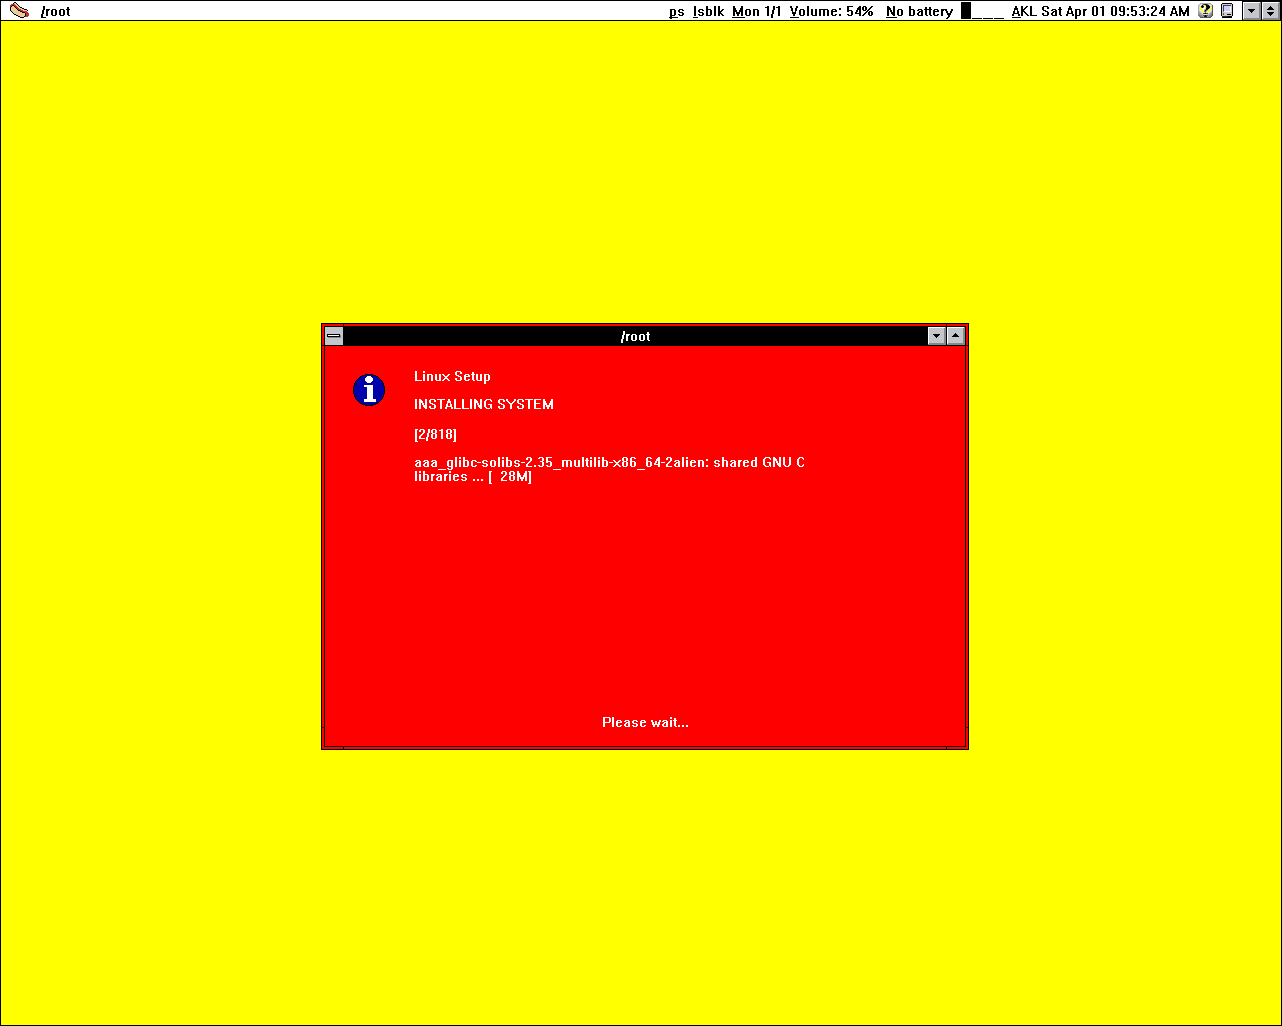 /root
ps lsblk Mon 1/1 Volume: 54% No battery ___ AKL Sat Apr 01 09:53:24 AM
/root
Linux Setup
INSTALLING SYSTEM
[2/818]
aaa_glibc-solibs-2.35_multilib-x86_64-2alien: shared GNU C
libraries ... [  28M]
Please wait...